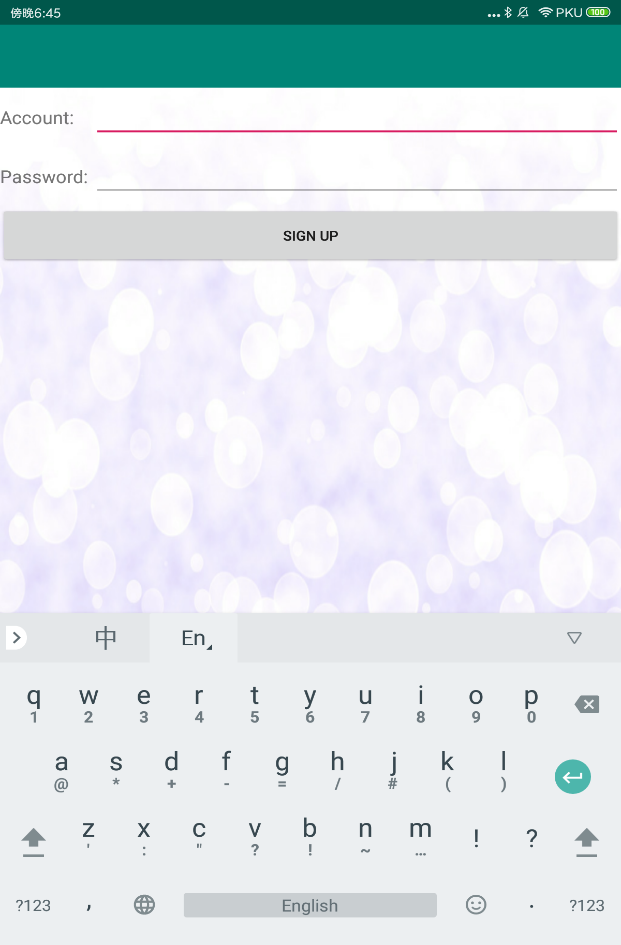 傍晚6:45 PKU 100
Account:
Password:
SIGN UP
中 En
q w e r t y u i o p
1 2 3 4 5 6 7 8 9 0
a s d f g h j k l
@ * + - = / # ( )
z x c v b n m ! ?
' : " ? ! ~ ...
?123 , English . ?123